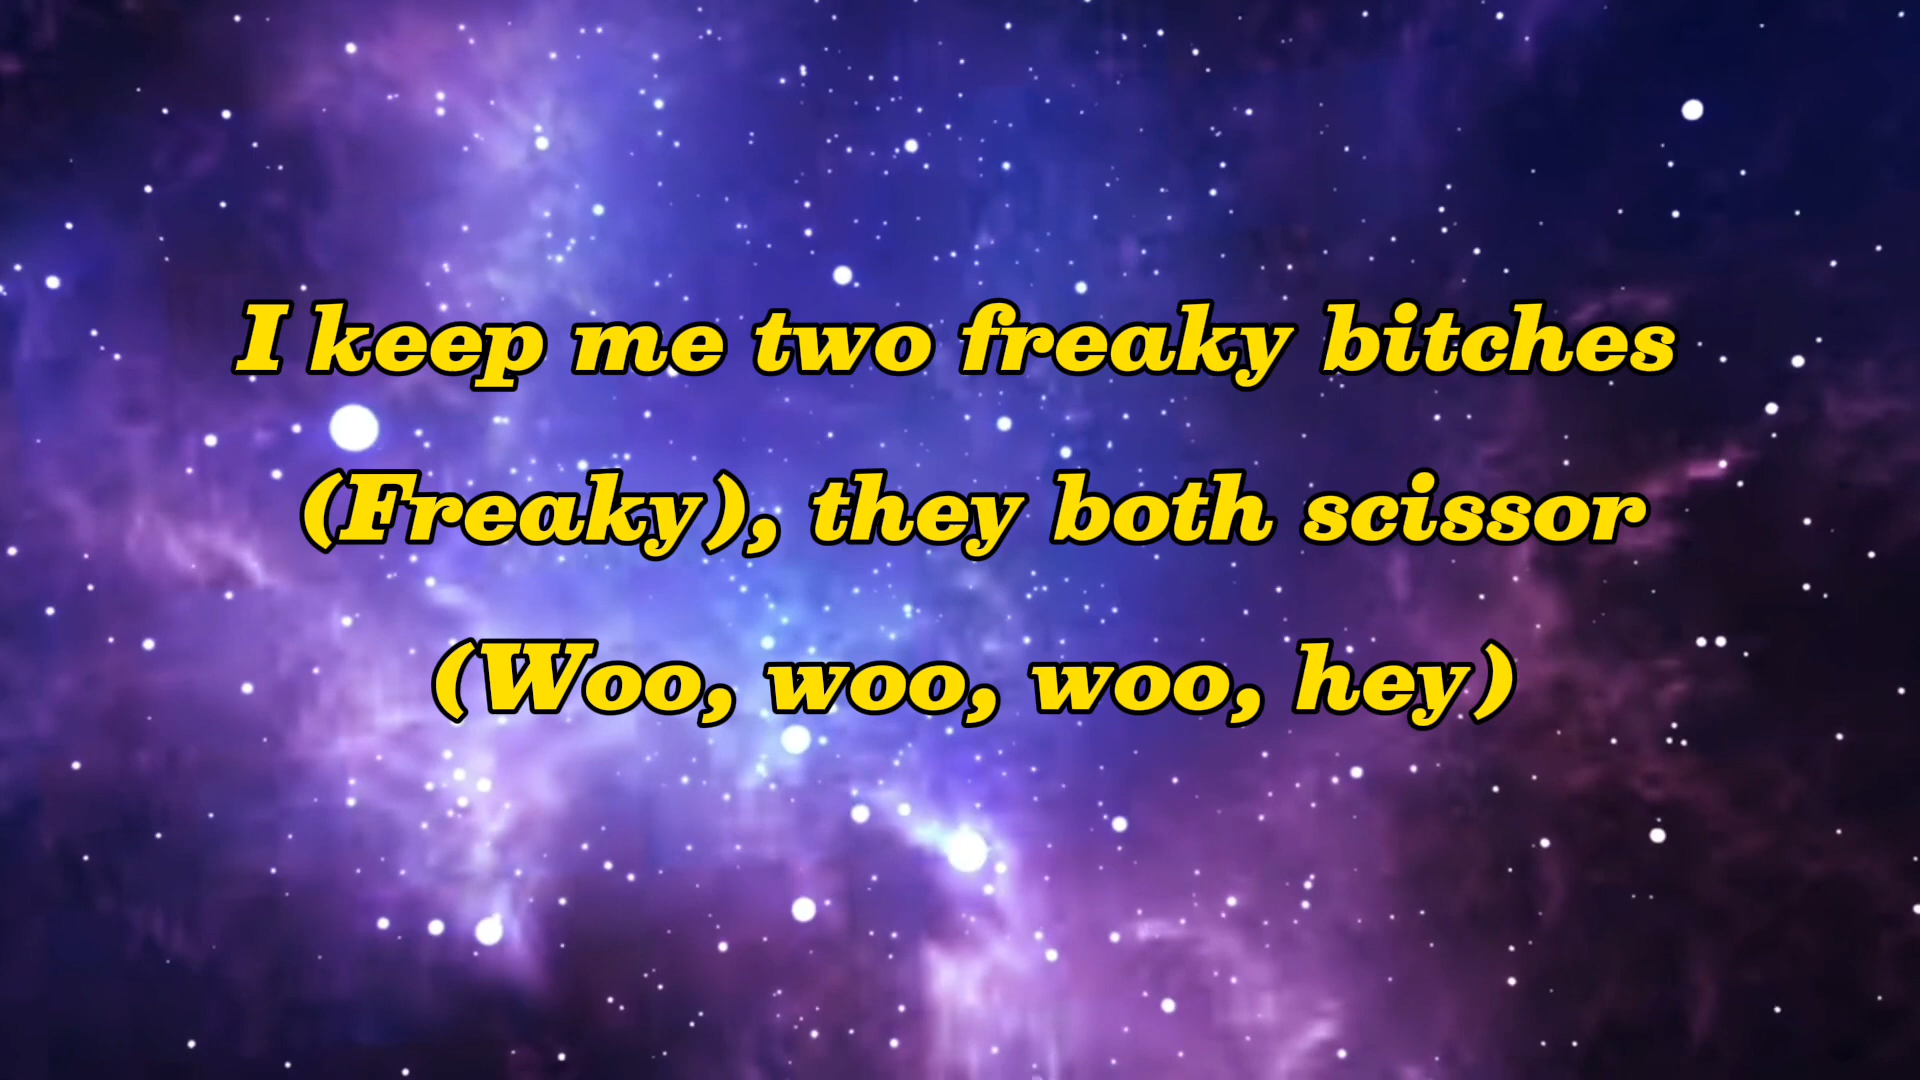 I keep me two freaky bitches
(Freaky), they both scissor
(Woo, woo, woo, hey)